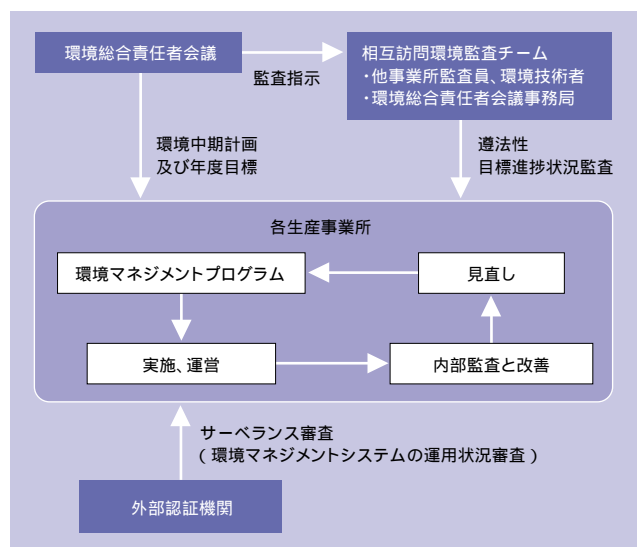 環境総合責任者会議
監査指示
相互訪問環境監査チーム
・他事業所監査員、環境技術者
・環境総合責任者会議事務局
環境中期計画
及び年度目標
遵法性
目標進捗状況監査
各生産事業所
環境マネジメントプログラム
見直し
実施、運営
内部監査と改善
サーベランス審査
(環境マネジメントシステムの運用状況審査)
外部認証機関